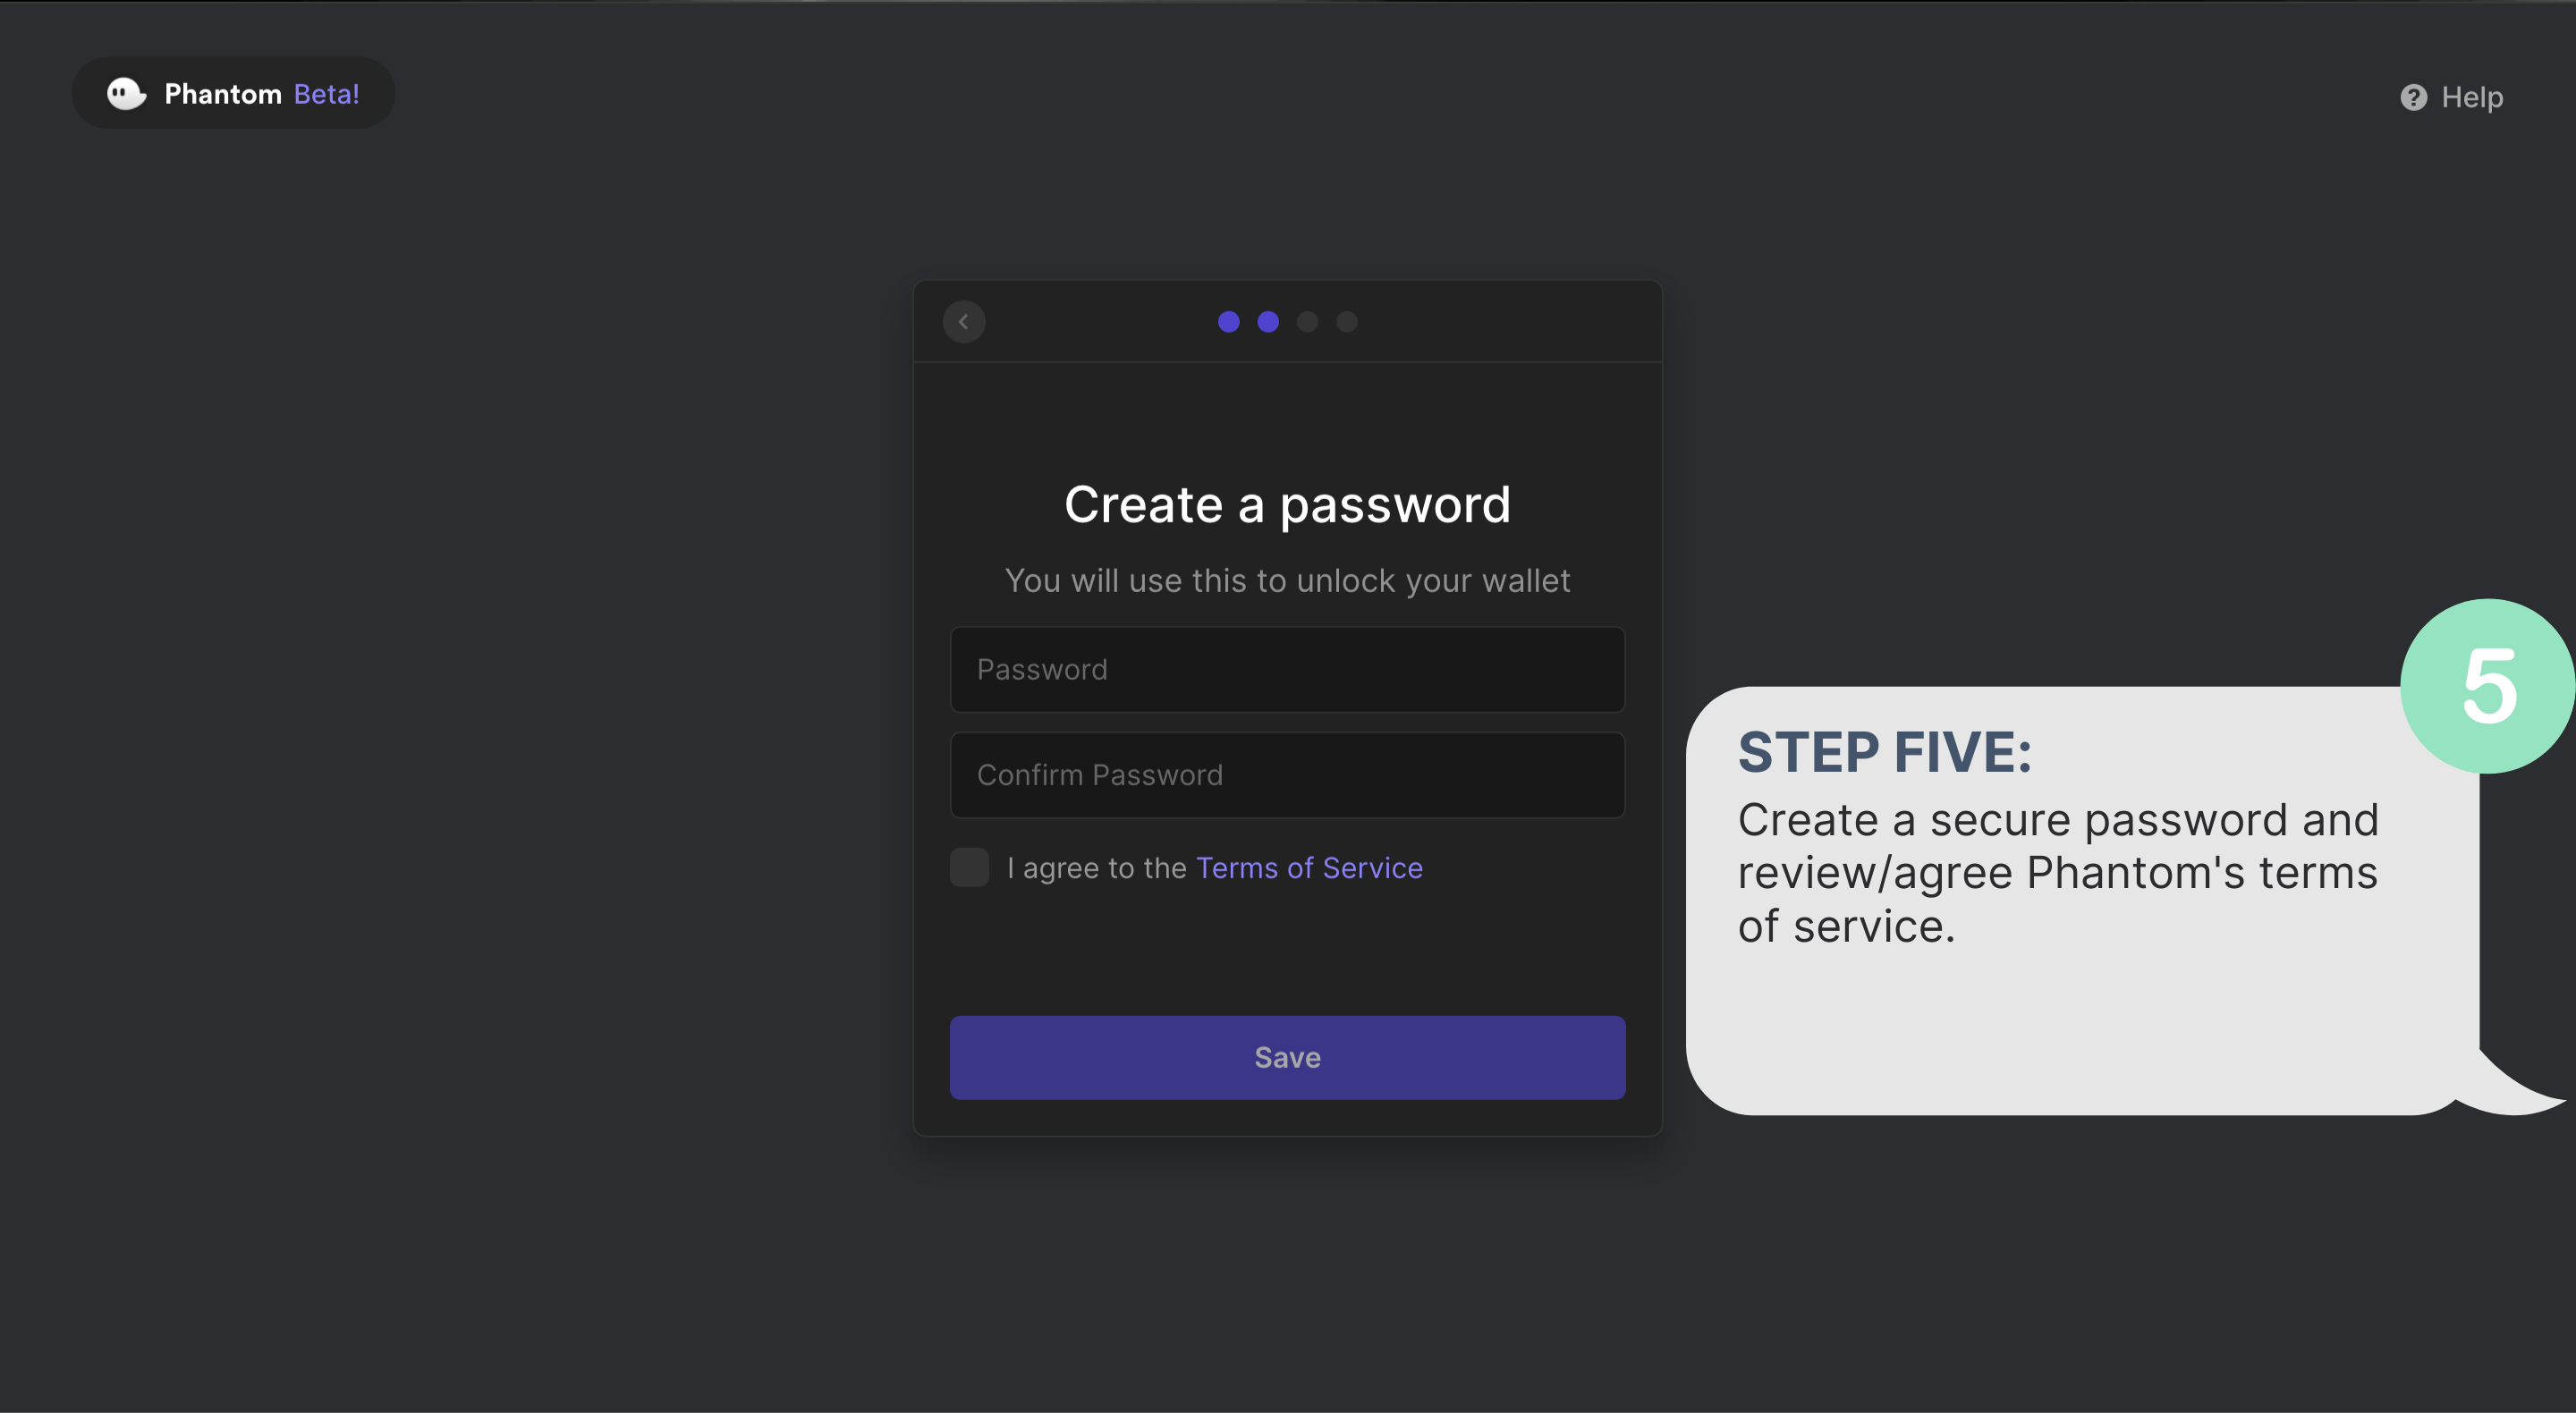 Phantom Beta!
? Help
Create a password
You will use this to unlock your wallet
Password
Confirm Password
I agree to the Terms of Service
Save
5
STEP FIVE:
Create a secure password and
review/agree Phantom's terms
of service.